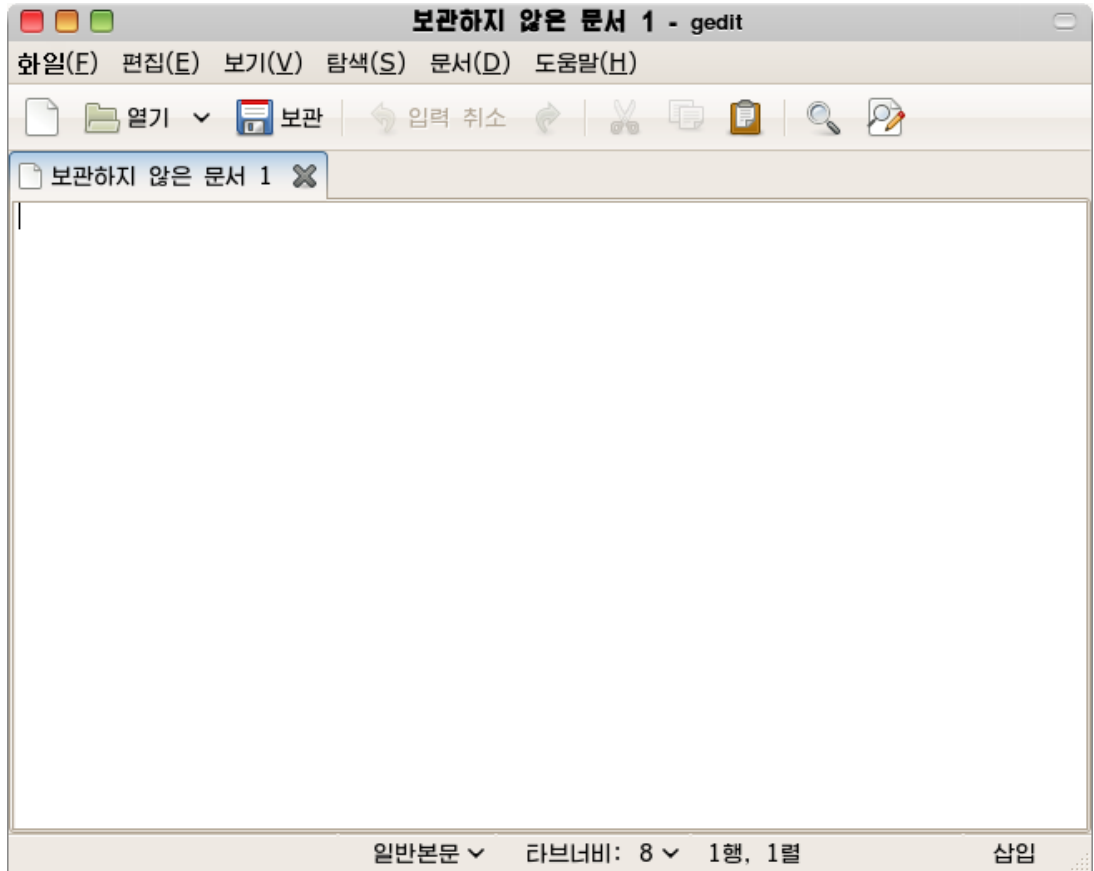 보관하지 않은 문서 1 - gedit
화일(F) 편집(E) 보기(V) 탐색(S) 문서(D) 도움말(H)
열기 보관 입력 취소
보관하지 않은 문서 1
일반본문 타브너비: 8 1행, 1렬 삽입